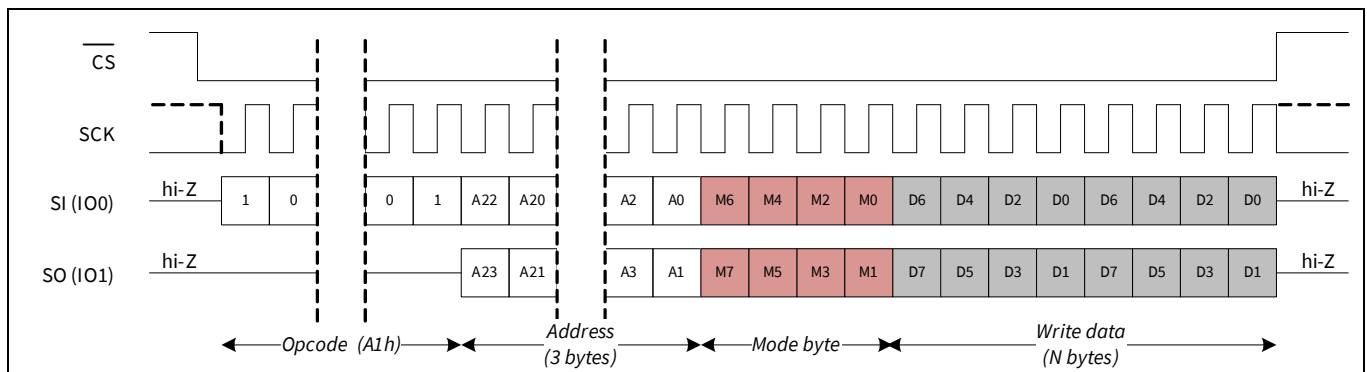 CS
SCK
SI (IO0) hi-Z 1 0 0 1 A22 A20 A2 A0 M6 M4 M2 M0 D6 D4 D2 D0 D6 D4 D2 D0 hi-Z
SO (IO1) hi-Z A23 A21 A3 A1 M7 M5 M3 M1 D7 D5 D3 D1 D7 D5 D3 D1 hi-Z
Opcode (A1h) Address Mode byte Write data
(3 bytes) (N bytes)